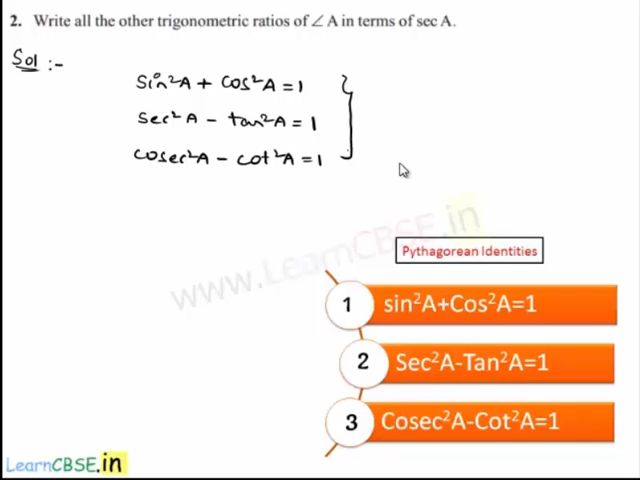 2. Write all the other trigonometric ratios of ∠ A in terms of sec A.
Sol :-
Sin²A + Cos²A = 1
Sec²A - tan²A = 1
Cosec²A - cot²A = 1
www.LearnCBSE.in
Pythagorean Identities
1 sin²A+Cos²A=1
2 Sec²A-Tan²A=1
3 Cosec²A-Cot²A=1
LearnCBSE.in